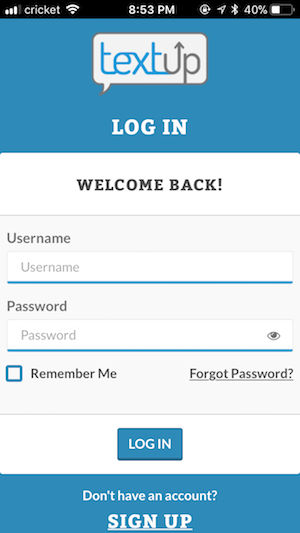 cricket 8:53 PM 40%
textUp
LOG IN
WELCOME BACK!
Username
Username
Password
Password
Remember Me Forgot Password?
LOG IN
Don't have an account?
SIGN UP